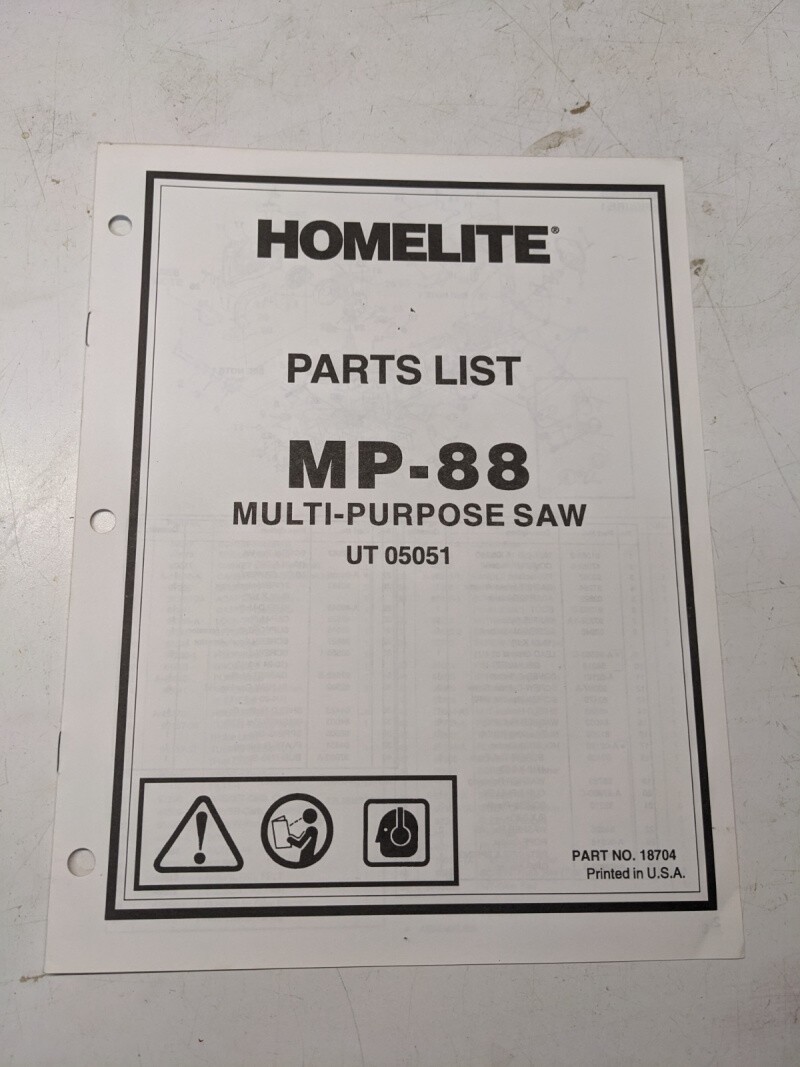 HOMELITE®
PARTS LIST
MP-88
MULTI-PURPOSE SAW
UT 05051
PART NO. 18704
Printed in U.S.A.